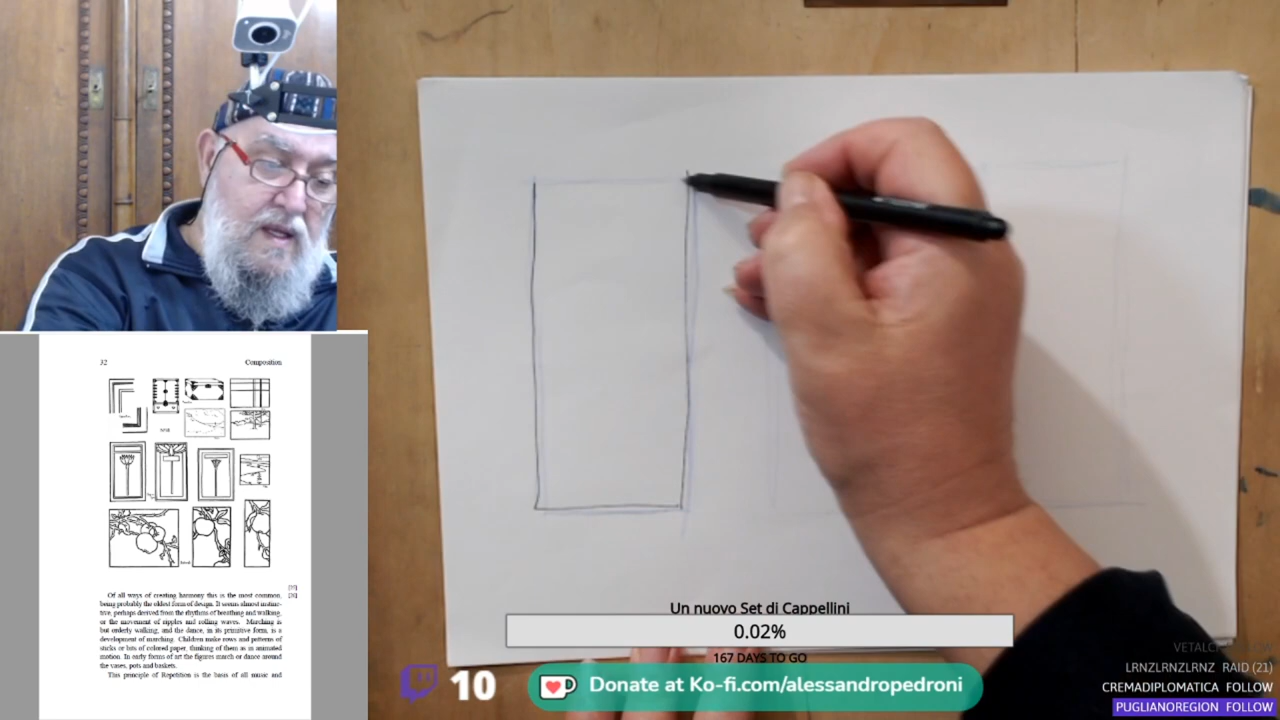 32 Composition
Of all ways of creating harmony this is the most common,
being probably the oldest form of design. It seems almost instinc-
tive, perhaps derived from the rhythms of breathing and walking,
or the movement of ripples and rolling waves. Marching is
but orderly walking, and the dance, in its primitive form, is a
development of marching. Children make rows and patterns of
sticks or bits of colored paper, thinking of them as in animated
motion. In early forms of art the figures march or dance around
the vases, pots and baskets.
This principle of Repetition is the basis of all music and
Un nuovo Set di Cappellini
0.02%
167 DAYS TO GO
10
Donate at Ko-fi.com/alessandropedroni
FOLLOW
LRNZLRNZLRNZ RAID (21)
CREMADIPLOMATICA FOLLOW
PUGLIANOREGION FOLLOW